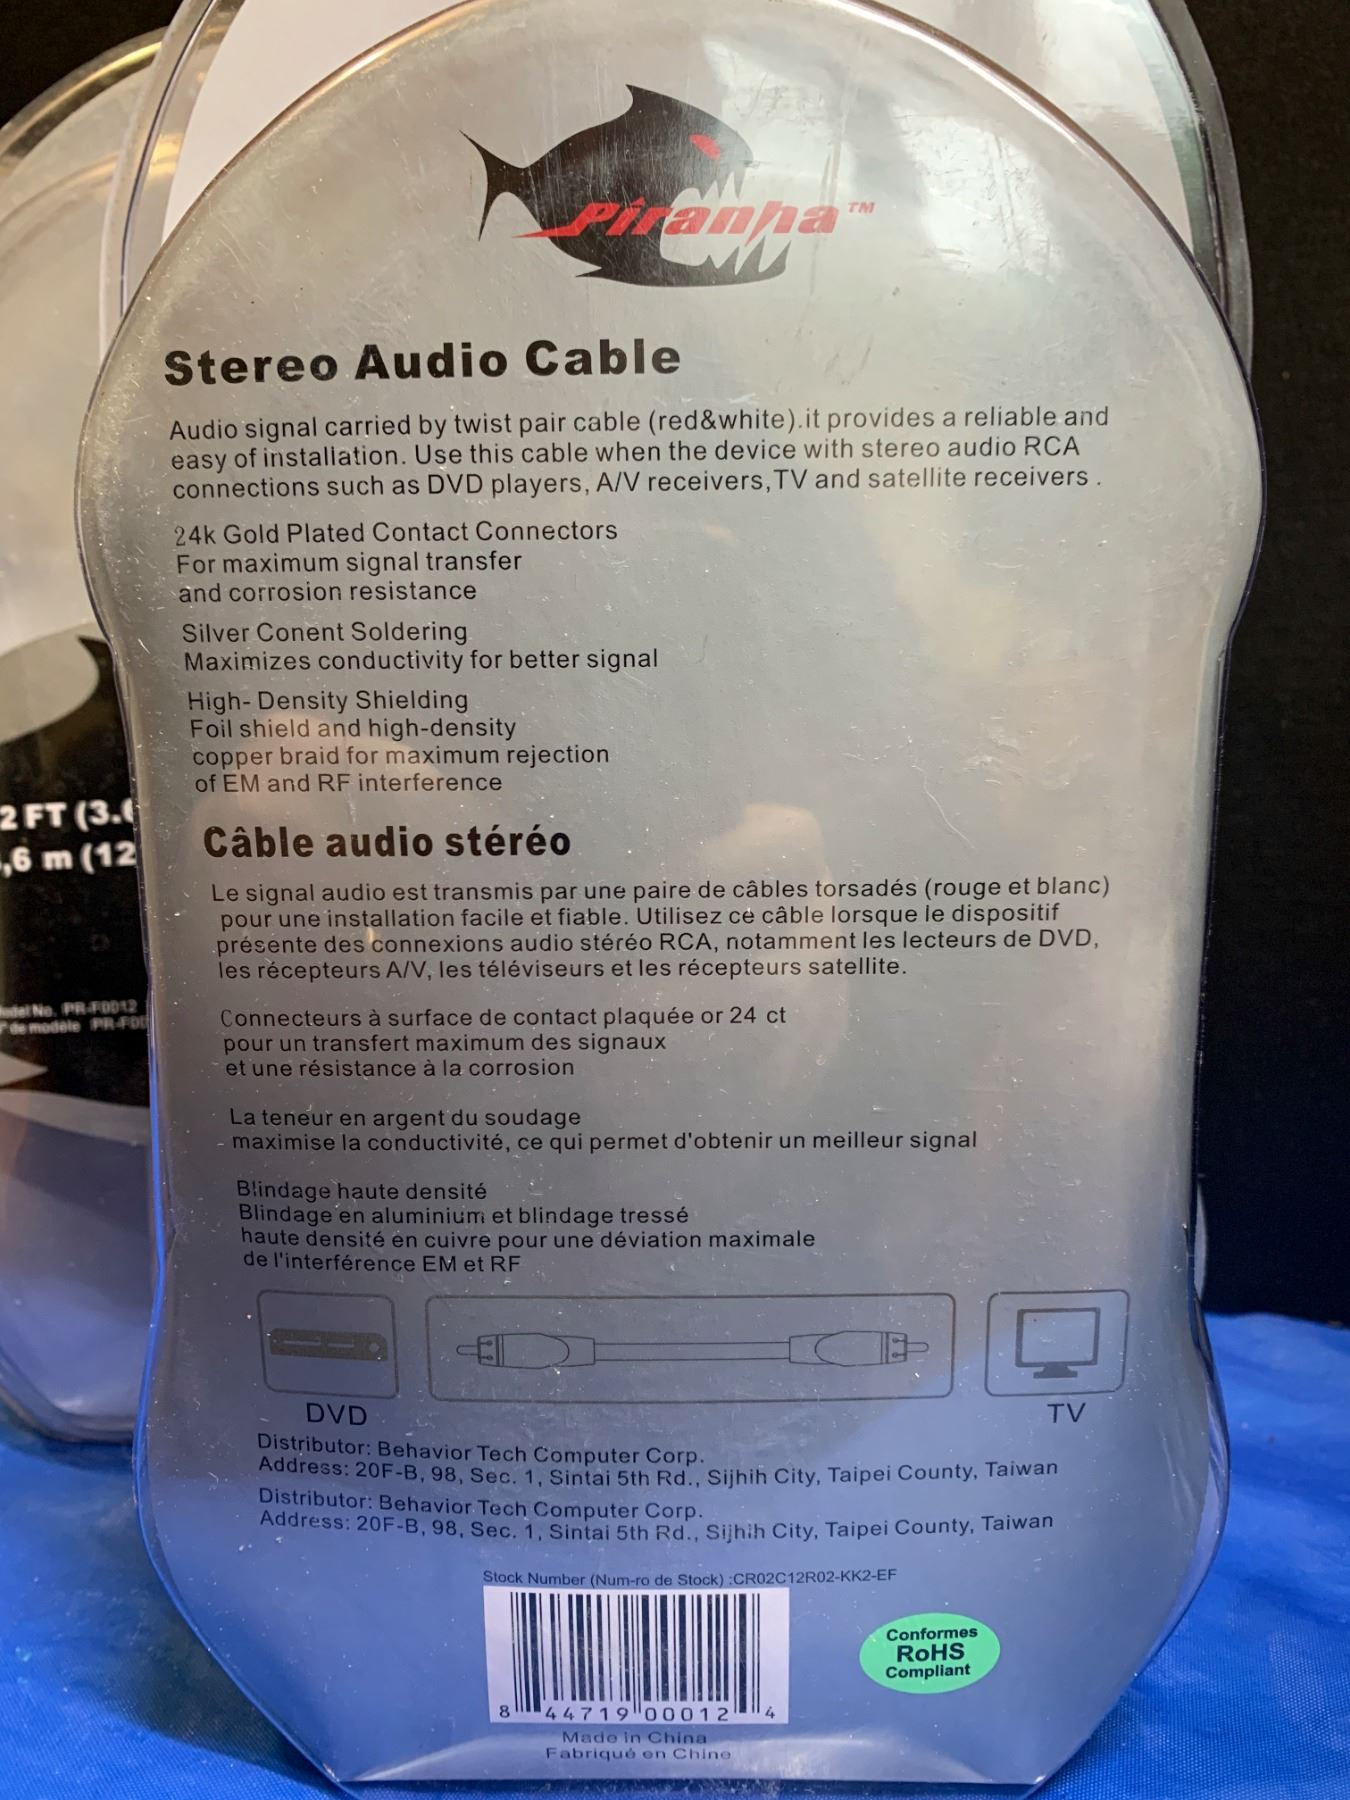 Piranha™
Stereo Audio Cable
Audio signal carried by twist pair cable (red&white).it provides a reliable and
easy of installation. Use this cable when the device with stereo audio RCA
connections such as DVD players, A/V receivers,TV and satellite receivers .
24k Gold Plated Contact Connectors
For maximum signal transfer
and corrosion resistance
Silver Conent Soldering
Maximizes conductivity for better signal
High- Density Shielding
Foil shield and high-density
copper braid for maximum rejection
of EM and RF interference
Câble audio stéréo
Le signal audio est transmis par une paire de câbles torsadés (rouge et blanc)
pour une installation facile et fiable. Utilisez ce câble lorsque le dispositif
présente des connexions audio stéréo RCA, notamment les lecteurs de DVD,
les récepteurs A/V, les téléviseurs et les récepteurs satellite.
Connecteurs à surface de contact plaquée or 24 ct
pour un transfert maximum des signaux
et une résistance à la corrosion
La teneur en argent du soudage
maximise la conductivité, ce qui permet d'obtenir un meilleur signal
Blindage haute densité
Blindage en aluminium et blindage tressé
haute densité en cuivre pour une déviation maximale
de l'interférence EM et RF
DVD TV
Distributor: Behavior Tech Computer Corp.
Address: 20F-B, 98, Sec. 1, Sintai 5th Rd., Sijhih City, Taipei County, Taiwan
Distributor: Behavior Tech Computer Corp.
Address: 20F-B, 98, Sec. 1, Sintai 5th Rd., Sijhih City, Taipei County, Taiwan
Stock Number (Num-ro de Stock) :CR02C12R02-KK2-EF
8 44719 00012 4
Made in China
Fabriqué en Chine
Conformes
RoHS
Compliant
2 FT (3.6
,6 m (12
Model No. PR-F0012
de modèle PR-F00